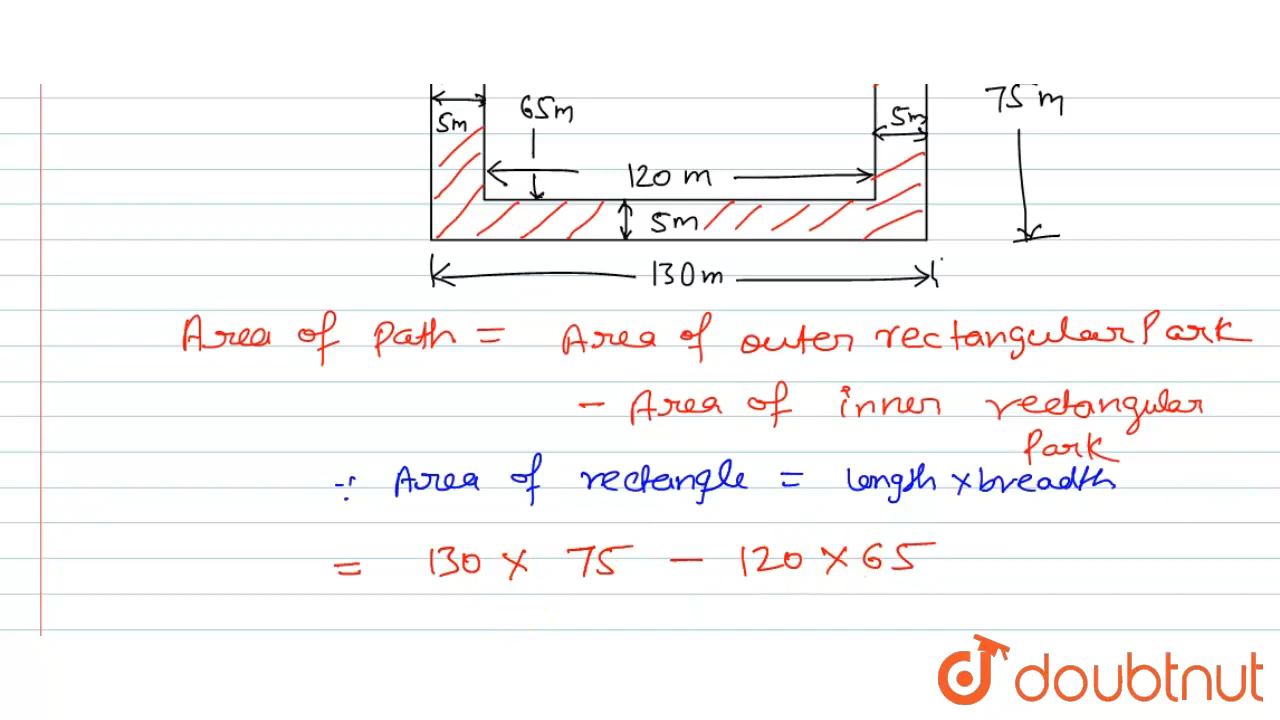 65m 75 m
5m 5m
120 m
5m
130m
Area of Path = Area of outer rectangular Park
- Area of inner rectangular
Park
∵ Area of rectangle = length × breadth
= 130 × 75 - 120 × 65
doubtnut